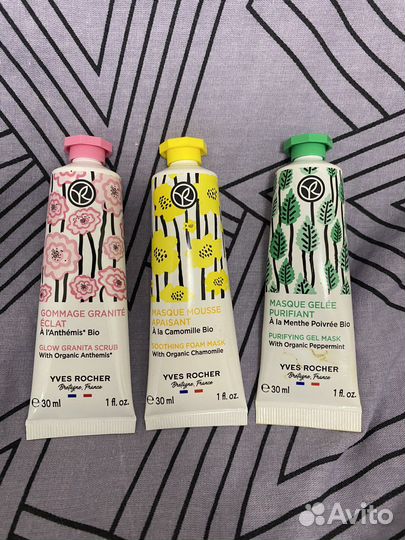 GOMMAGE GRANITÉ
ÉCLAT
À l'Anthémis* Bio
GLOW GRANITA SCRUB
With Organic Anthemis*
YVES ROCHER
Bretagne, France
℮ 30 ml 1 fl. oz.
MASQUE MOUSSE
APAISANT
À la Camomille Bio
SOOTHING FOAM MASK
With Organic Chamomile
YVES ROCHER
Bretagne, France
℮ 30 ml 1 fl. oz.
MASQUE GELÉE
PURIFIANT
À la Menthe Poivrée Bio
PURIFYING GEL MASK
With Organic Peppermint
YVES ROCHER
Bretagne, France
℮ 30 ml 1 fl. oz.
Avito